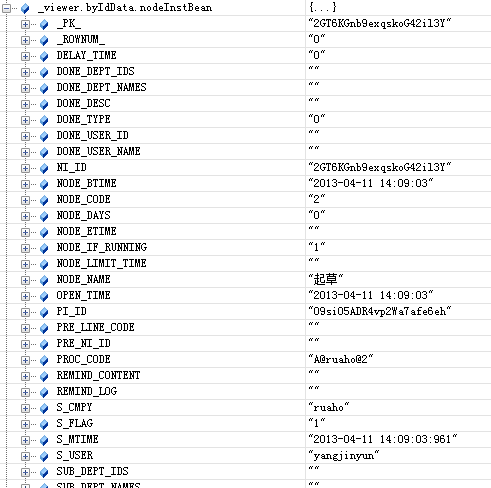 _viewer.byIdData.nodeInstBean {...}
_PK_ "2GT6KGnb9exqskoG42il3Y"
_ROWNUM_ "0"
DELAY_TIME "0"
DONE_DEPT_IDS ""
DONE_DEPT_NAMES ""
DONE_DESC ""
DONE_TYPE "0"
DONE_USER_ID ""
DONE_USER_NAME ""
NI_ID "2GT6KGnb9exqskoG42il3Y"
NODE_BTIME "2013-04-11 14:09:03"
NODE_CODE "2"
NODE_DAYS "0"
NODE_ETIME ""
NODE_IF_RUNNING "1"
NODE_LIMIT_TIME ""
NODE_NAME "起草"
OPEN_TIME "2013-04-11 14:09:03"
PI_ID "09si05ADR4vp2Wa7afe6eh"
PRE_LINE_CODE ""
PRE_NI_ID ""
PROC_CODE "A@ruaho@2"
REMIND_CONTENT ""
REMIND_LOG ""
S_CMPY "ruaho"
S_FLAG "1"
S_MTIME "2013-04-11 14:09:03:961"
S_USER "yangjinyun"
SUB_DEPT_IDS ""
SUB_DEPT_NAMES ""